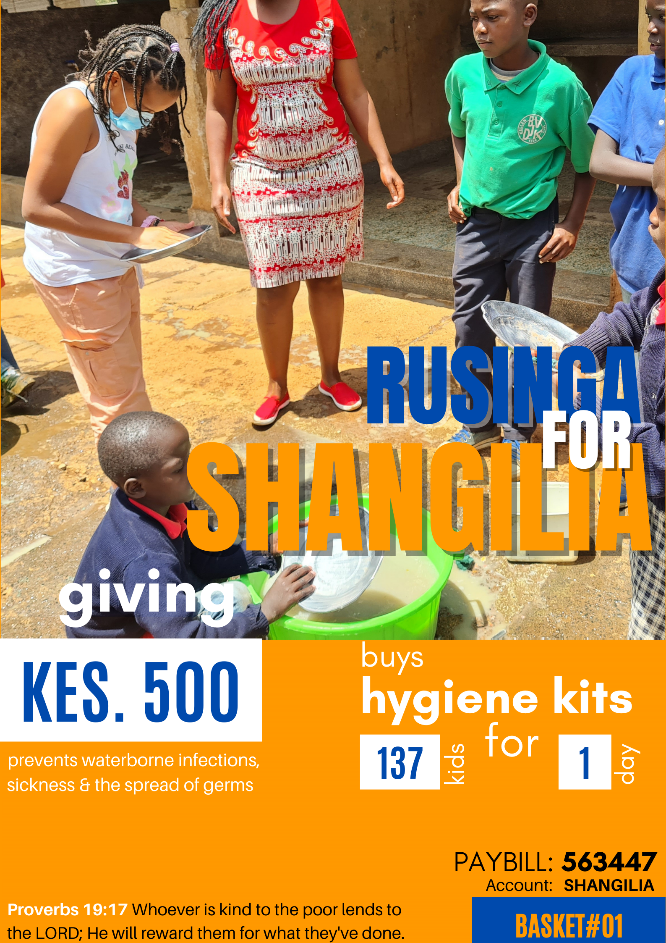 RUSINGA
FOR
SHANGILIA
giving
KES. 500
prevents waterborne infections,
sickness & the spread of germs
buys
hygiene kits
for
137 kids 1 day
PAYBILL: 563447
Account: SHANGILIA
BASKET#01
Proverbs 19:17 Whoever is kind to the poor lends to
the LORD; He will reward them for what they've done.